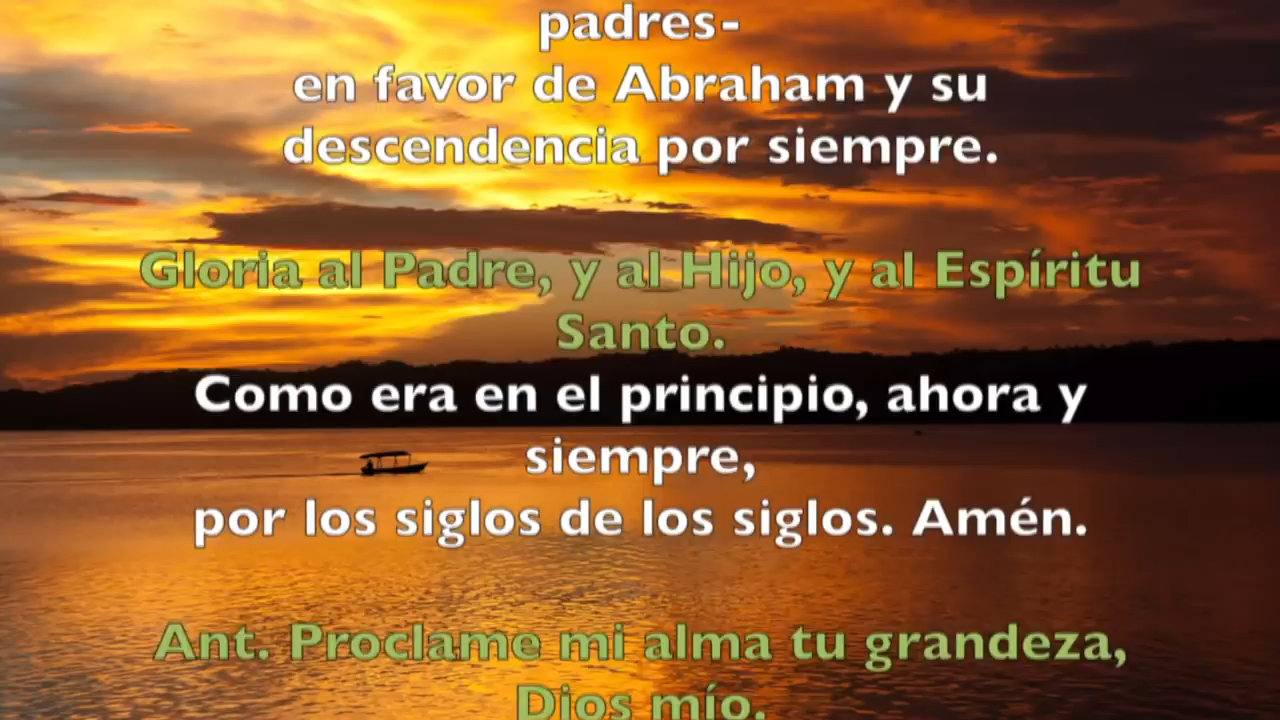 padres-
en favor de Abraham y su
descendencia por siempre.
Gloria al Padre, y al Hijo, y al Espíritu
Santo.
Como era en el principio, ahora y
siempre,
por los siglos de los siglos. Amén.
Ant. Proclame mi alma tu grandeza,
Dios mío.